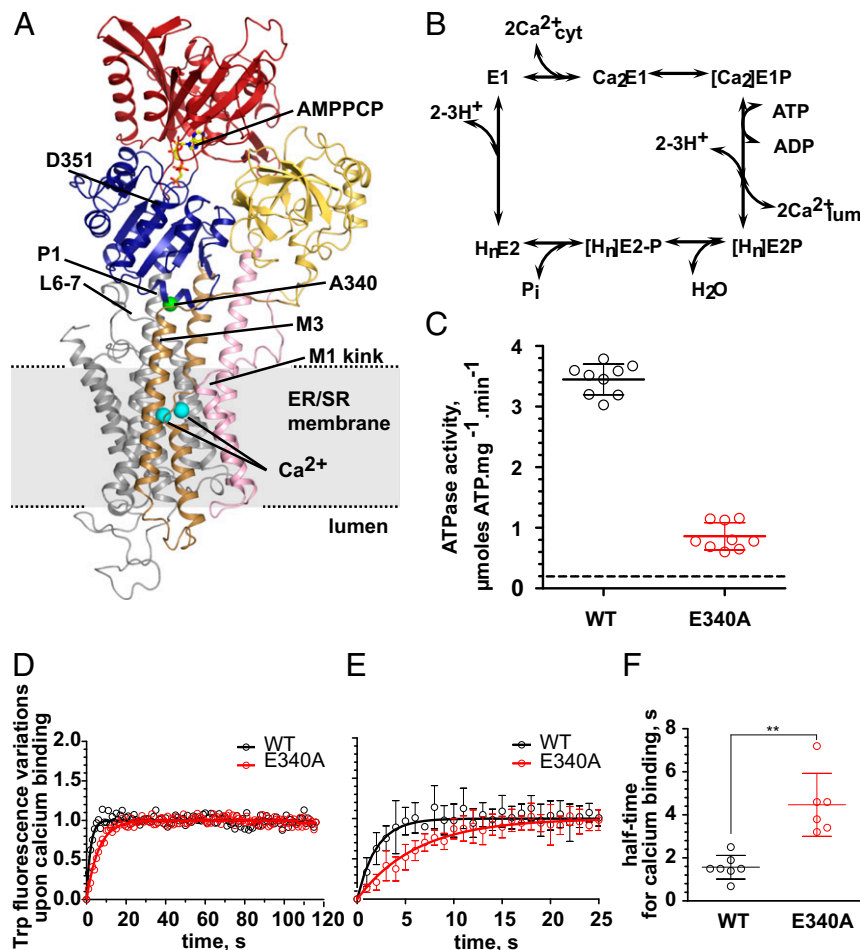 A
AMPPCP
D351
P1
L6-7
A340
M3
M1 kink
ER/SR
membrane
Ca2+
lumen
B
2Ca2+cyt
E1
Ca2E1
[Ca2]E1P
2-3H+
ATP
2-3H+
ADP
2Ca2+lum
HnE2
[Hn]E2-P
[Hn]E2P
Pi
H2O
C
ATPase activity,
μmoles ATP.mg-1.min-1
4
3
2
1
0
WT
E340A
D
Trp fluorescence variations
upon calcium binding
2.0
1.5
1.0
0.5
0.0
WT
E340A
0 20 40 60 80 100 120
time, s
E
WT
E340A
0 5 10 15 20 25
time, s
F
half-time
for calcium binding, s
8
6
4
2
0
**
WT
E340A